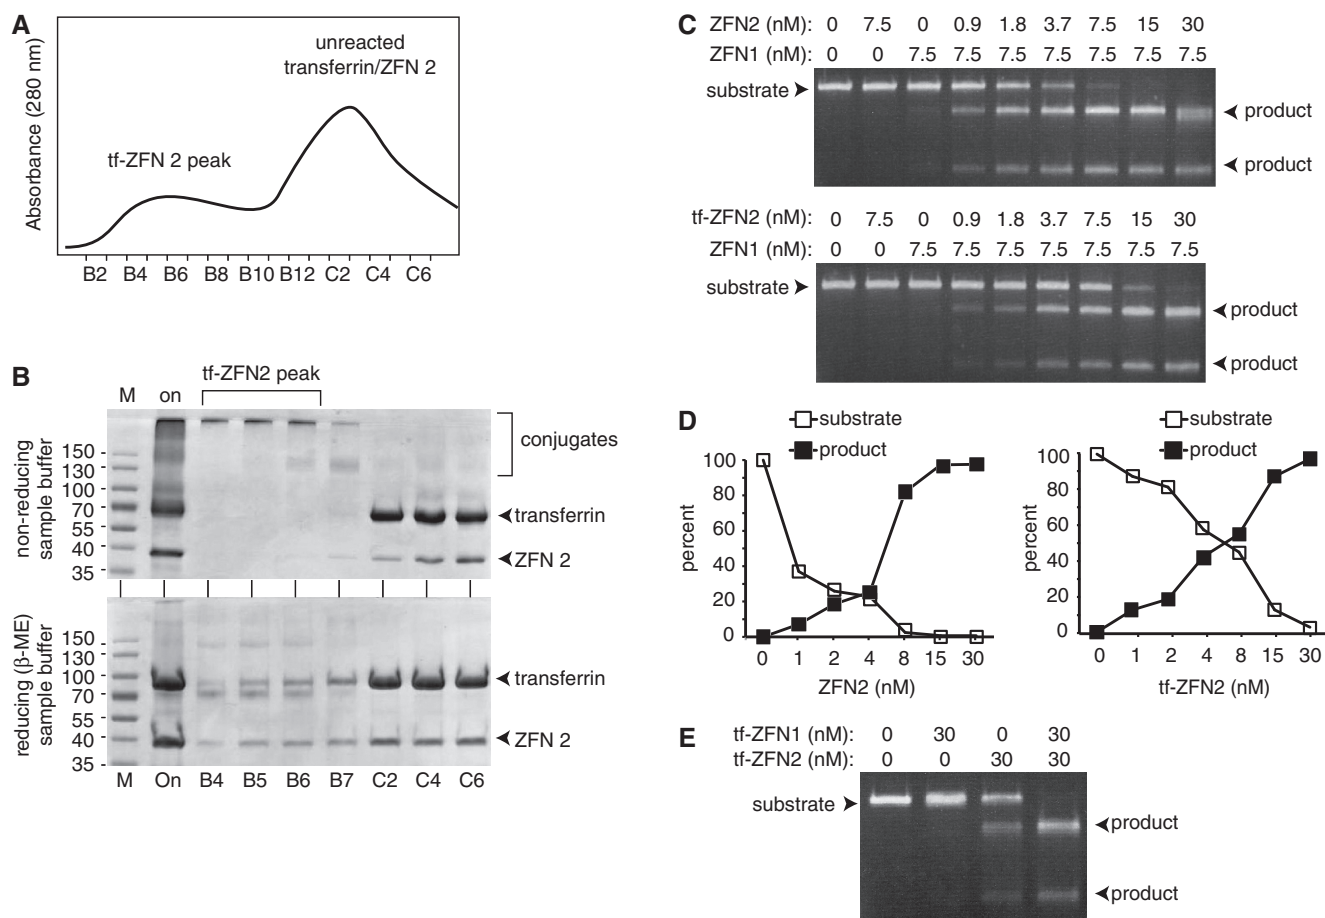 A
Absorbance (280 nm)
unreacted
transferrin/ZFN 2
tf-ZFN 2 peak
B2 B4 B6 B8 B10 B12 C2 C4 C6
B
tf-ZFN2 peak
M on
non-reducing
sample buffer
150
130
100
70
55
40
35
conjugates
transferrin
ZFN 2
reducing (β-ME)
sample buffer
150
130
100
70
55
40
35
transferrin
ZFN 2
M On B4 B5 B6 B7 C2 C4 C6
C
ZFN2 (nM): 0 7.5 0 0.9 1.8 3.7 7.5 15 30
ZFN1 (nM): 0 0 7.5 7.5 7.5 7.5 7.5 7.5 7.5
substrate
product
product
tf-ZFN2 (nM): 0 7.5 0 0.9 1.8 3.7 7.5 15 30
ZFN1 (nM): 0 0 7.5 7.5 7.5 7.5 7.5 7.5 7.5
substrate
product
product
D
substrate
product
percent
100
80
60
40
20
0
0 1 2 4 8 15 30
ZFN2 (nM)
substrate
product
percent
100
80
60
40
20
0
0 1 2 4 8 15 30
tf-ZFN2 (nM)
E
tf-ZFN1 (nM): 0 30 0 30
tf-ZFN2 (nM): 0 0 30 30
substrate
product
product